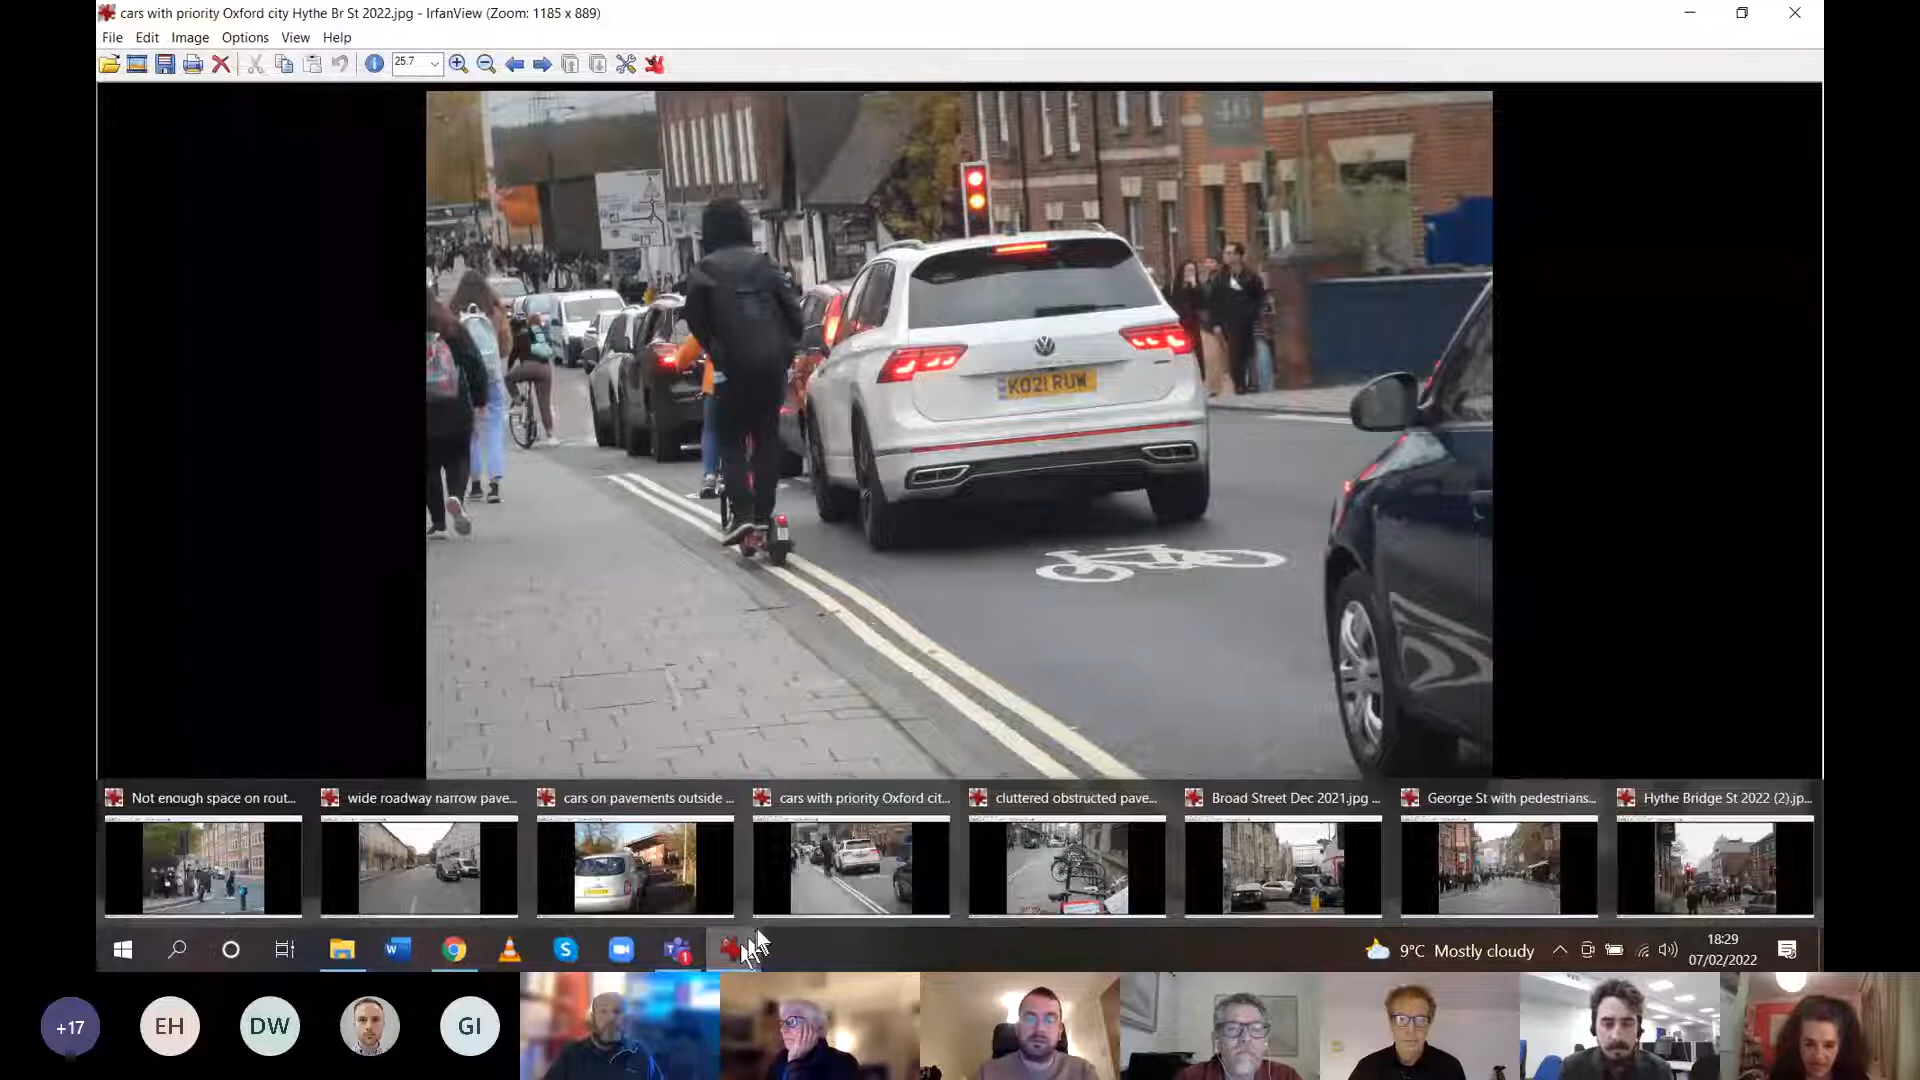 cars with priority Oxford city Hythe Br St 2022.jpg - IrfanView (Zoom: 1185 x 889)
File Edit Image Options View Help
25.7
KO21 RUW
Not enough space on rout...
wide roadway narrow pave...
cars on pavements outside ...
cars with priority Oxford cit...
cluttered obstructed pave...
Broad Street Dec 2021.jpg ...
George St with pedestrians...
Hythe Bridge St 2022 (2).jp...
9°C Mostly cloudy
18:29
07/02/2022
+17
EH
DW
GI